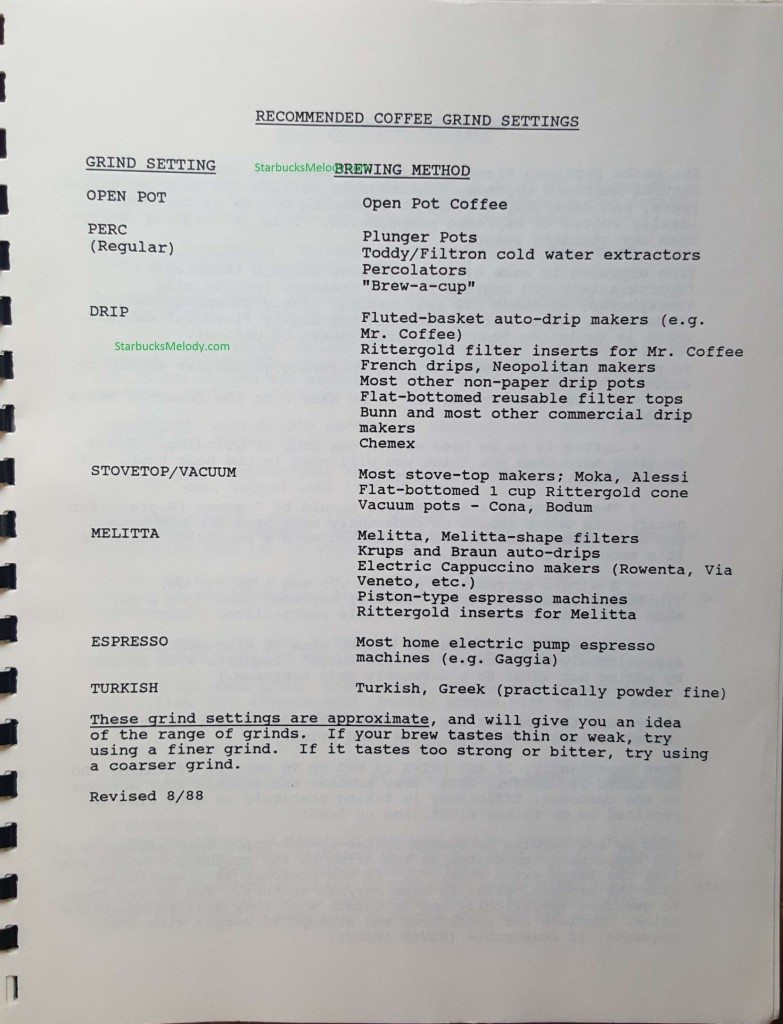 RECOMMENDED COFFEE GRIND SETTINGS
GRIND SETTING StarbucksMelody.com BREWING METHOD
OPEN POT Open Pot Coffee
PERC Plunger Pots
(Regular) Toddy/Filtron cold water extractors
Percolators
"Brew-a-cup"
DRIP Fluted-basket auto-drip makers (e.g.
Mr. Coffee)
StarbucksMelody.com Rittergold filter inserts for Mr. Coffee
French drips, Neopolitan makers
Most other non-paper drip pots
Flat-bottomed reusable filter tops
Bunn and most other commercial drip
makers
Chemex
STOVETOP/VACUUM Most stove-top makers; Moka, Alessi
Flat-bottomed 1 cup Rittergold cone
Vacuum pots - Cona, Bodum
MELITTA Melitta, Melitta-shape filters
Krups and Braun auto-drips
Electric Cappuccino makers (Rowenta, Via
Veneto, etc.)
Piston-type espresso machines
Rittergold inserts for Melitta
ESPRESSO Most home electric pump espresso
machines (e.g. Gaggia)
TURKISH Turkish, Greek (practically powder fine)
These grind settings are approximate, and will give you an idea
of the range of grinds. If your brew tastes thin or weak, try
using a finer grind. If it tastes too strong or bitter, try using
a coarser grind.
Revised 8/88